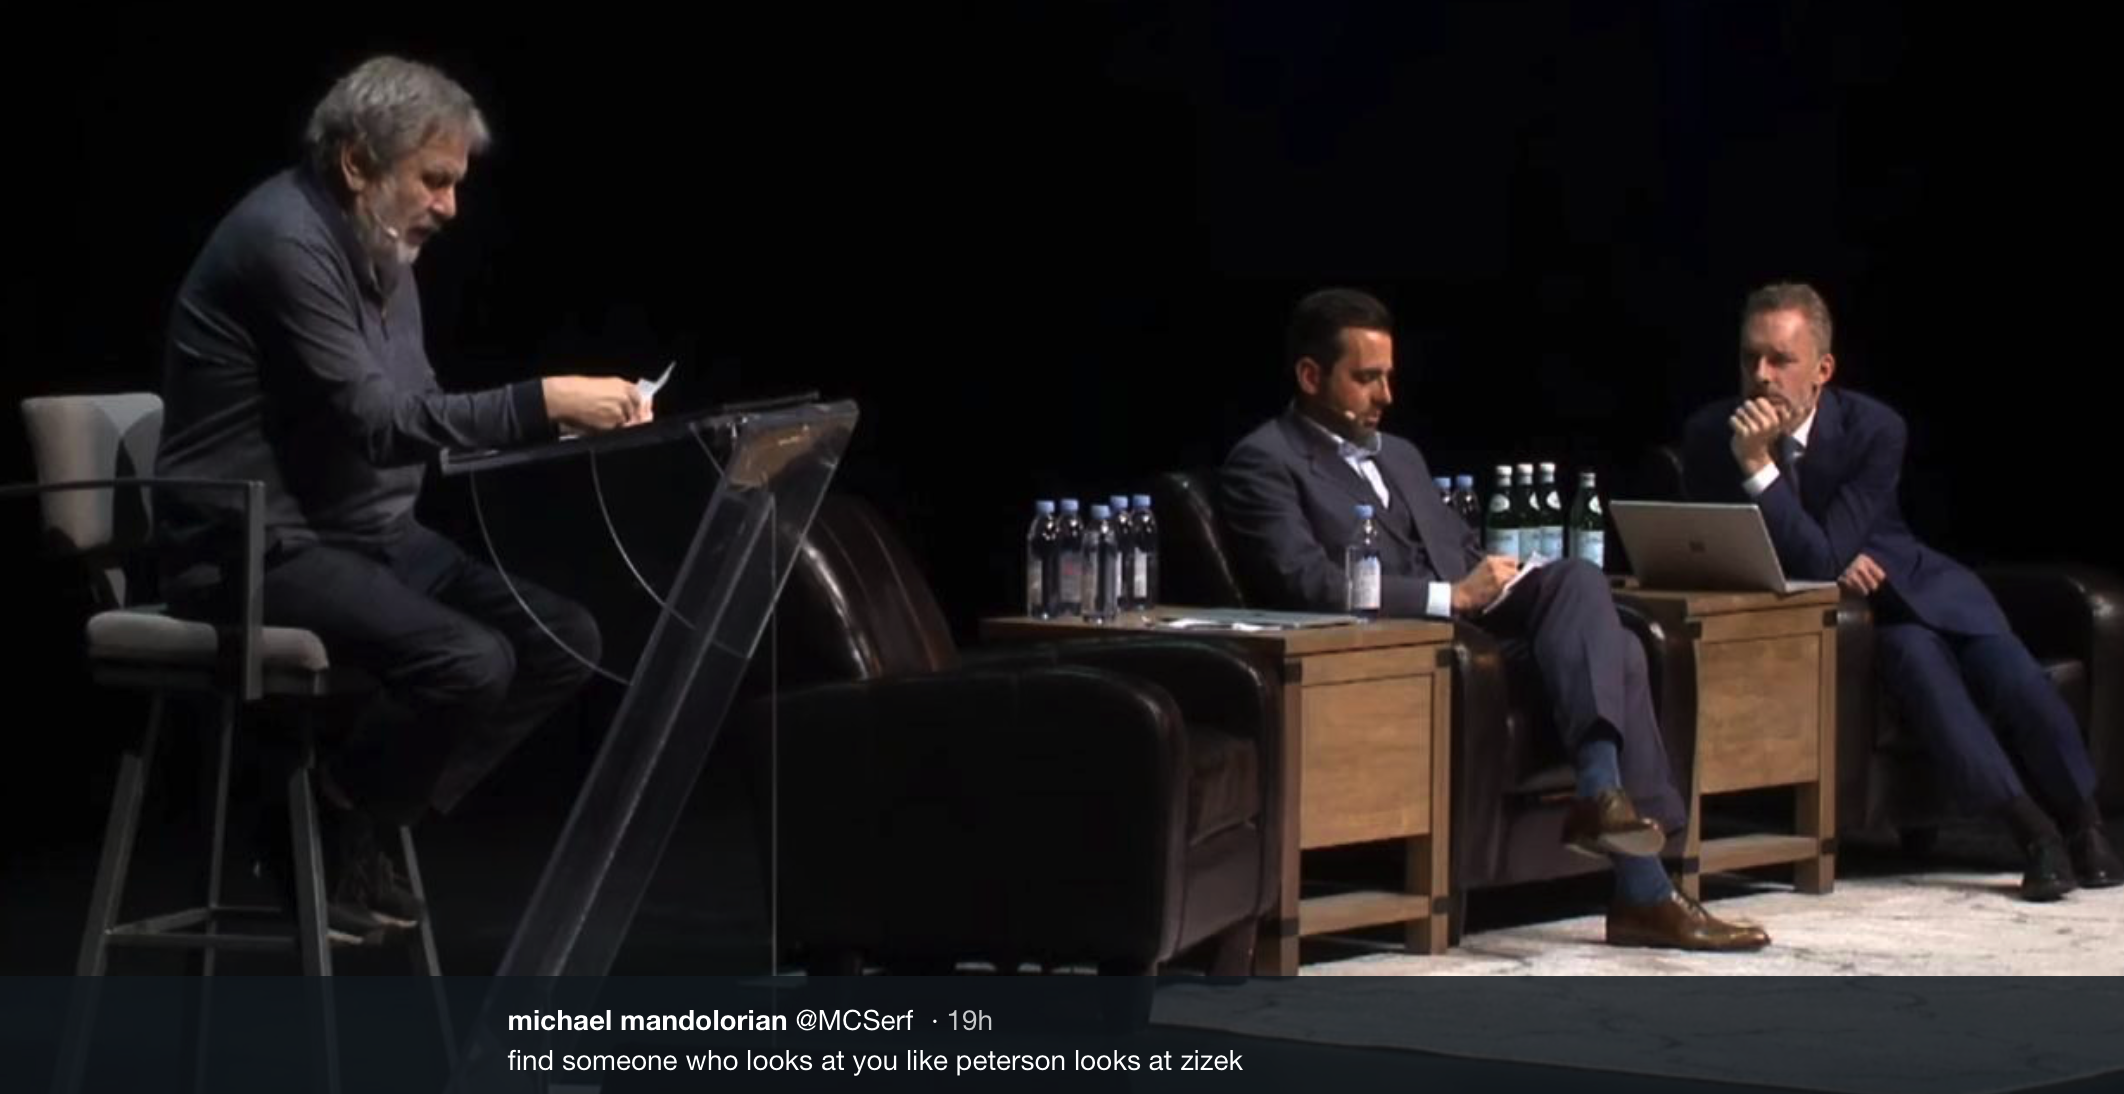 michael mandolorian @MCSerf · 19h
find someone who looks at you like peterson looks at zizek